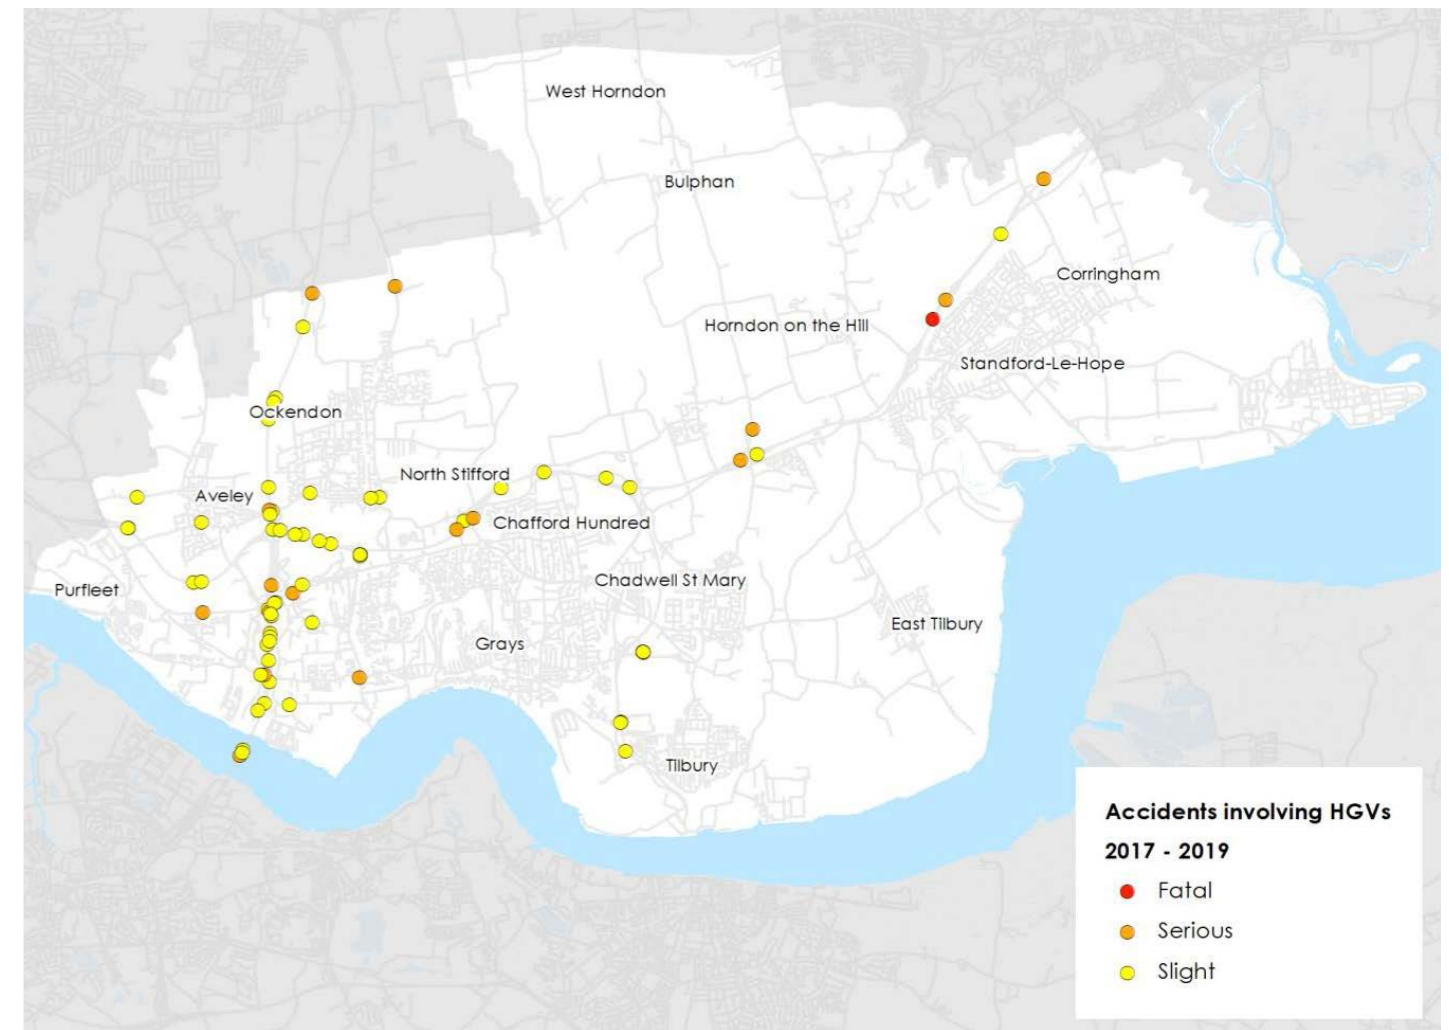 West Horndon
Bulphan
Corringham
Horndon on the Hill
Standford-Le-Hope
Ockendon
North Stifford
Aveley
Chafford Hundred
Chadwell St Mary
Purfleet
East Tilbury
Grays
Tilbury
Accidents involving HGVs
2017 - 2019
Fatal
Serious
Slight